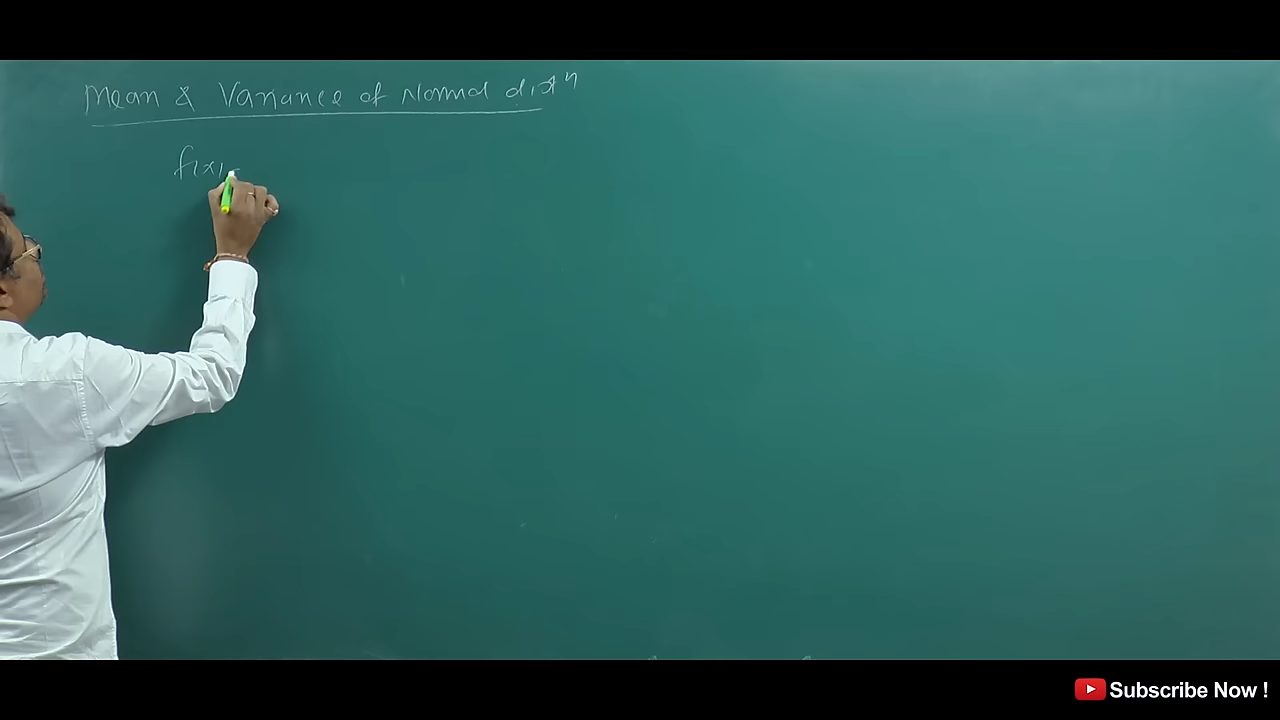 Mean & Variance of Normal distⁿ
f(x) =
Subscribe Now !